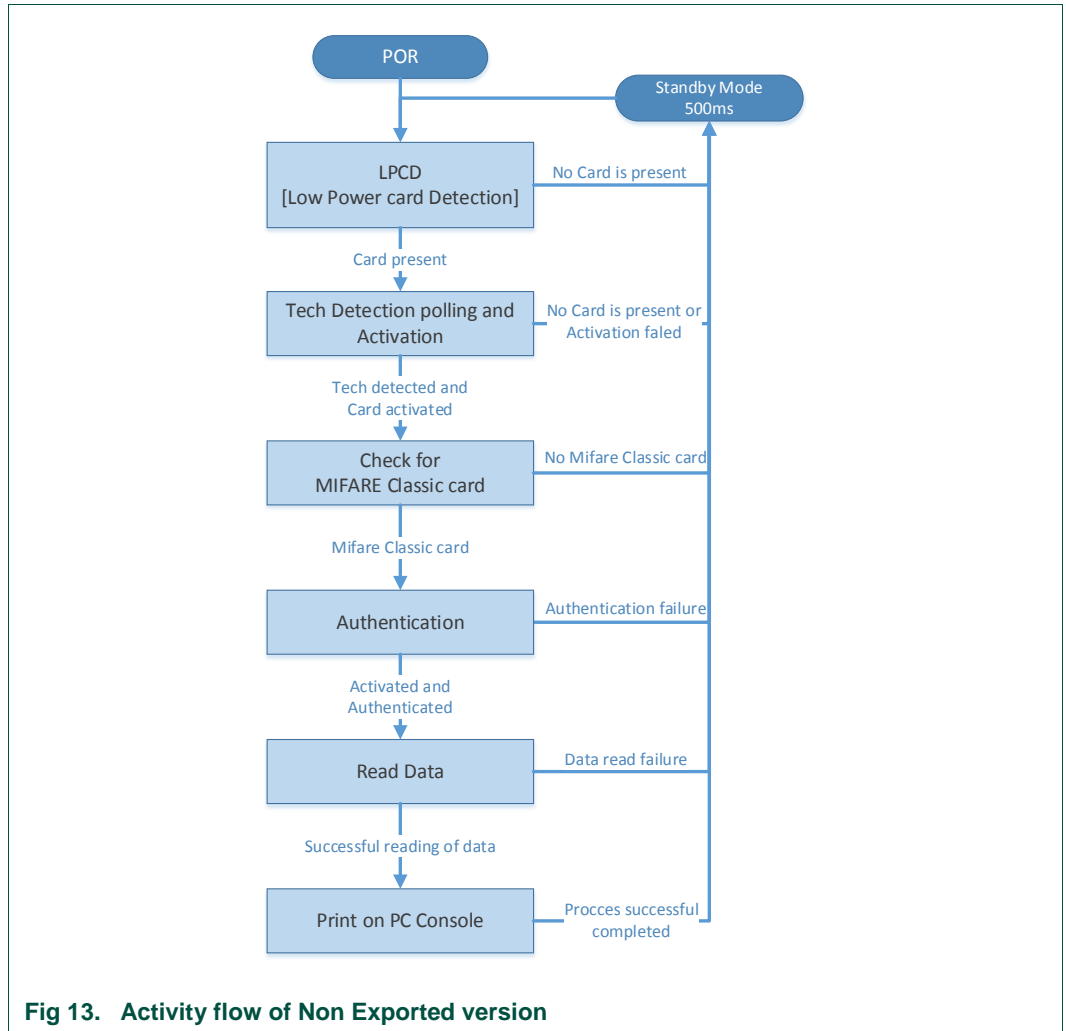 POR
Standby Mode
500ms
LPCD
[Low Power card Detection]
No Card is present
Card present
Tech Detection polling and
Activation
No Card is present or
Activation faled
Tech detected and
Card activated
Check for
MIFARE Classic card
No Mifare Classic card
Mifare Classic card
Authentication
Authentication failure
Activated and
Authenticated
Read Data
Data read failure
Successful reading of data
Print on PC Console
Procces successful
completed
Fig 13. Activity flow of Non Exported version